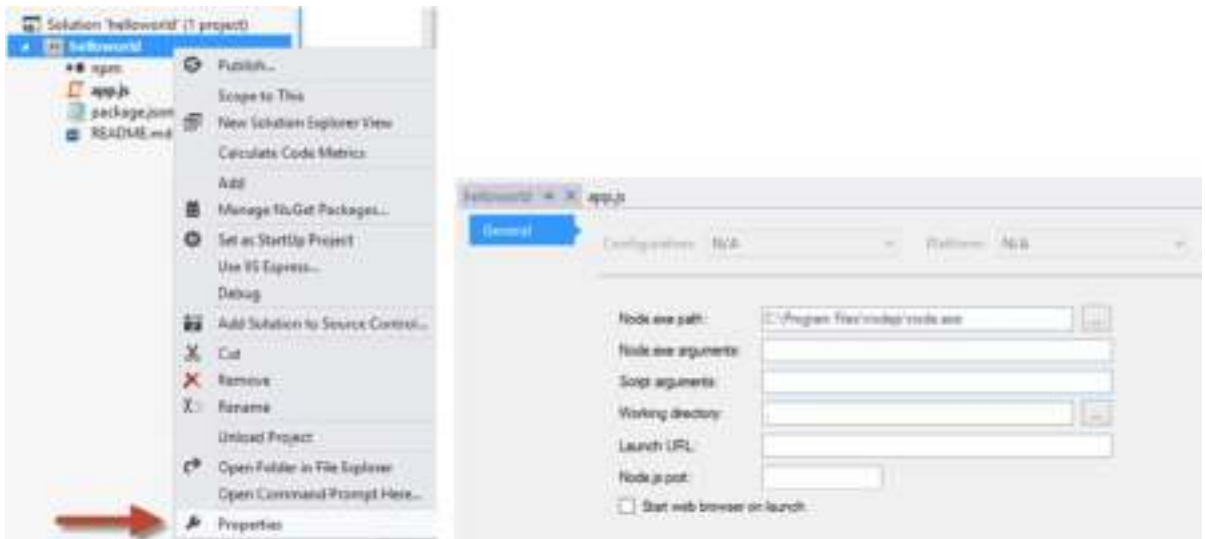 Solution 'helloworld' (1 project)
helloworld
npm
app.js
package.json
README.md
Publish...
Scope to This
New Solution Explorer View
Calculate Code Metrics
Add
Manage NuGet Packages...
Set as StartUp Project
Use IIS Express...
Debug
Add Solution to Source Control...
Cut
Remove
Rename
Unload Project
Open Folder in File Explorer
Open Command Prompt Here...
Properties
helloworld app.js
General
Configuration: N/A Platform: N/A
Node exe path: C:\Program Files\nodejs\node.exe
Node exe arguments:
Script arguments:
Working directory:
Launch URL:
Node.js port:
Start web browser on launch